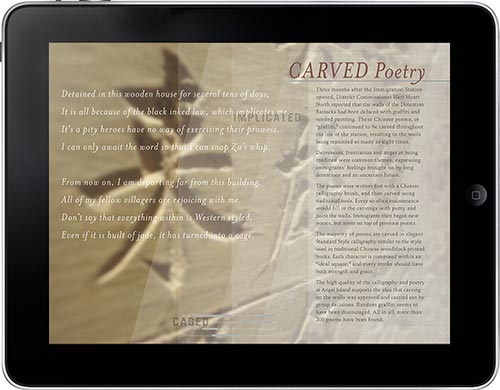 CARVED Poetry
Detained in this wooden house for several tens of days,
It is all because of the black inked law, which implicates me.
It's a pity heroes have no way of exercising their prowess.
I can only await the word so that I can snap Zu's whip.
From now on, I am departing far from this building.
All of my fellow villagers are rejoicing with me.
Don't say that everything within is Western styled.
Even if it is built of jade, it has turned into a cage.
IMPLICATED
CAGED
Three months after the Immigration Station
opened, District Commissioner Hart Hyatt
North reported that the walls of the Detention
Barracks had been defaced with graffiti and
needed painting. These Chinese poems, or
"graffiti," continued to be carved throughout
the life of the station, resulting in the walls
being repainted as many as eight times.
Depression, frustration and anger at being
confined were common themes, expressing
immigrants' feelings brought on by long
detentions and an uncertain future.
The poems were written first with a Chinese
calligraphy brush, and then carved using
traditional tools. Every so often maintenance
would fill in the carvings with putty and
paint the walls. Immigrants then began new
poems, but never on top of previous poems.
The majority of poems are carved in elegant
Standard Style calligraphy similar to the style
used in traditional Chinese woodblock printed
books. Each character is composed within an
"ideal square," and every stroke should have
both strength and grace.
The high quality of the calligraphy and poetry
at Angel Island supports the idea that carving
on the walls was approved and carried out by
group decisions. Random graffiti seems to
have been discouraged. All in all, more than
200 poems have been found.